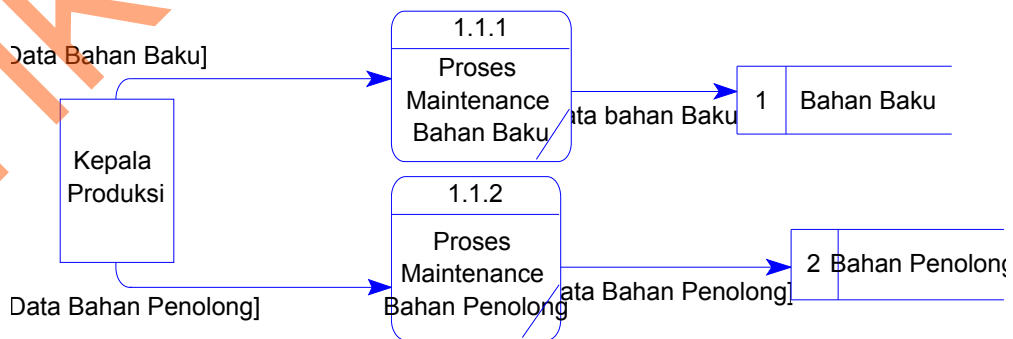 1.1.1
Data Bahan Baku]
Proses
Maintenance
Bahan Baku
ata bahan Baku
1 Bahan Baku
Kepala
Produksi
1.1.2
Proses
Maintenance
Bahan Penolong
Data Bahan Penolong]
ata Bahan Penolong]
2 Bahan Penolong